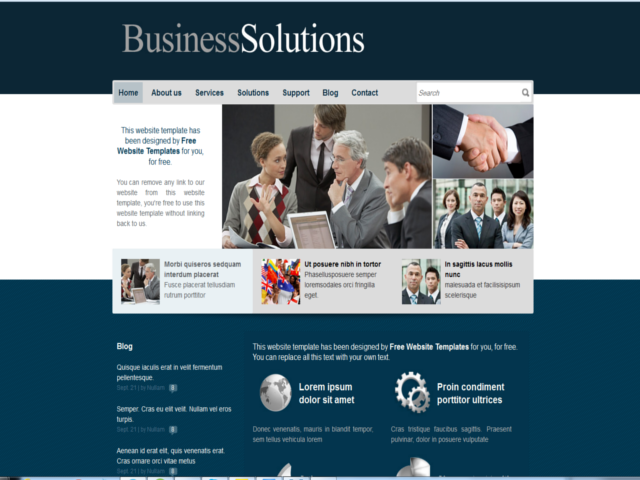 BusinessSolutions
Home About us Services Solutions Support Blog Contact Search
This website template has
been designed by Free
Website Templates for you,
for free.
You can remove any link to our
website from this website
template, you're free to use this
website template without linking
back to us.
Morbi quiseros sedquam
interdum placerat
Fusce placerat tellusdiam
rutrum porttitor
Ut posuere nibh in tortor
Phasellusposuere semper
loremsodales orci fringilla
eget
In sagittis lacus mollis
nunc
malesuada et facilisisipsum
scelerisque
Blog
Quisque iaculis erat in velit fermentum
pellentesque.
Sept. 21 | by Nullam
Semper. Cras eu elit velit. Nullam vel eros
turpis.
Sept. 21 | by Nullam
Aenean id erat elit, quis venenatis erat.
Cras ornare orci vitae metus
Sept. 21 | by Nullam
This website template has been designed by Free Website Templates for you, for free.
You can replace all this text with your own text.
Lorem ipsum
dolor sit amet
Donec venenatis, mauris in blandit tempor,
sem tellus vehicula lorem
Proin condiment
porttitor ultrices
Cras tristique faucibus sagittis. Praesent
pulvinar, dolor in posuere vulputate